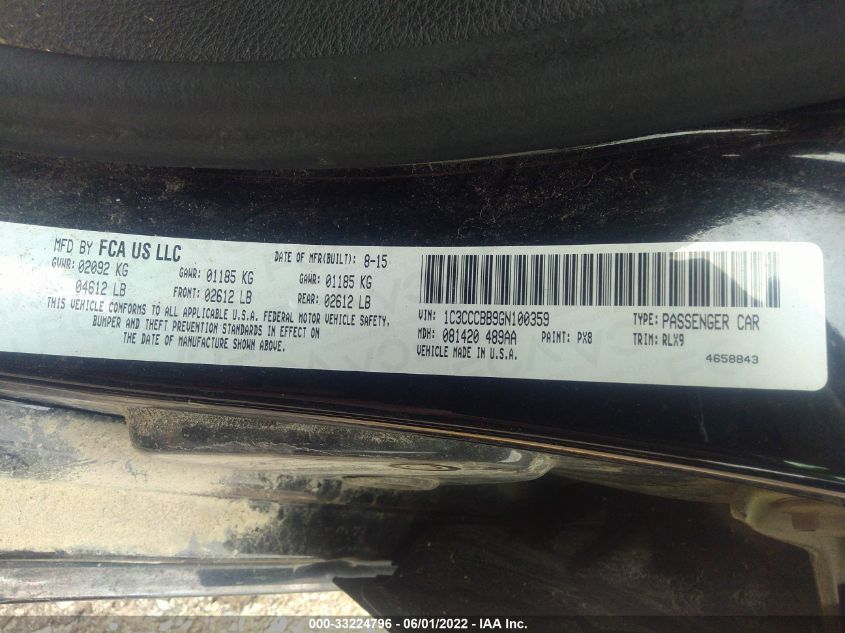 MFD BY FCA US LLC
DATE OF MFR(BUILT): 8-15
GVWR: 02092 KG
GAWR: 01185 KG
GAWR: 01185 KG
04612 LB
FRONT: 02612 LB
REAR: 02612 LB
THIS VEHICLE CONFORMS TO ALL APPLICABLE U.S.A. FEDERAL MOTOR VEHICLE SAFETY,
BUMPER AND THEFT PREVENTION STANDARDS IN EFFECT ON
THE DATE OF MANUFACTURE SHOWN ABOVE.
VIN: 1C3CCCBB9GN100359
TYPE: PASSENGER CAR
MDH: 081420 489AA
PAINT: PX8
TRIM: RLX9
VEHICLE MADE IN U.S.A.
4658843
000-33224796 - 06/01/2022 - IAA Inc.